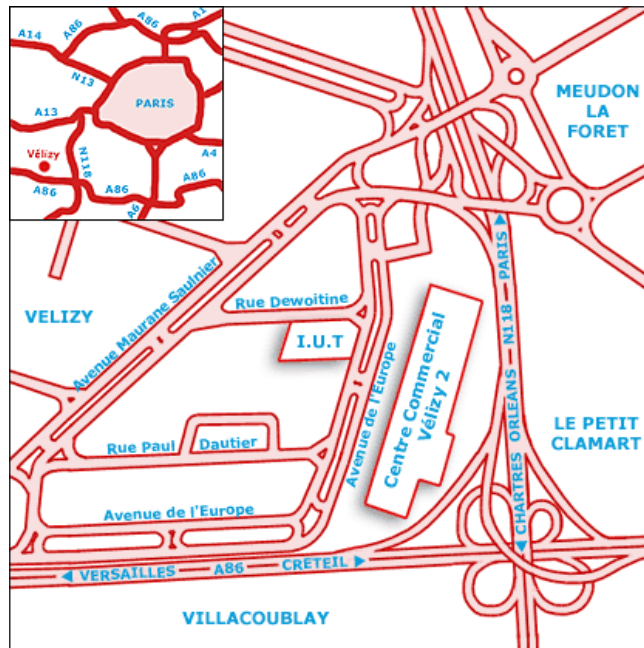 A14
A86
A86
A1
N13
PARIS
A13
Vélizy
N118
A4
A86
A86
A86
A6
MEUDON
LA
FORET
VELIZY
Avenue Maurane Saulnier
Rue Dewoitine
I.U.T
Avenue de l'Europe
Centre Commercial
Vélizy 2
CHARTRES ORLEANS N118 PARIS
LE PETIT
CLAMART
Rue Paul Dautier
Avenue de l'Europe
VERSAILLES A86 CRETEIL
VILLACOUBLAY